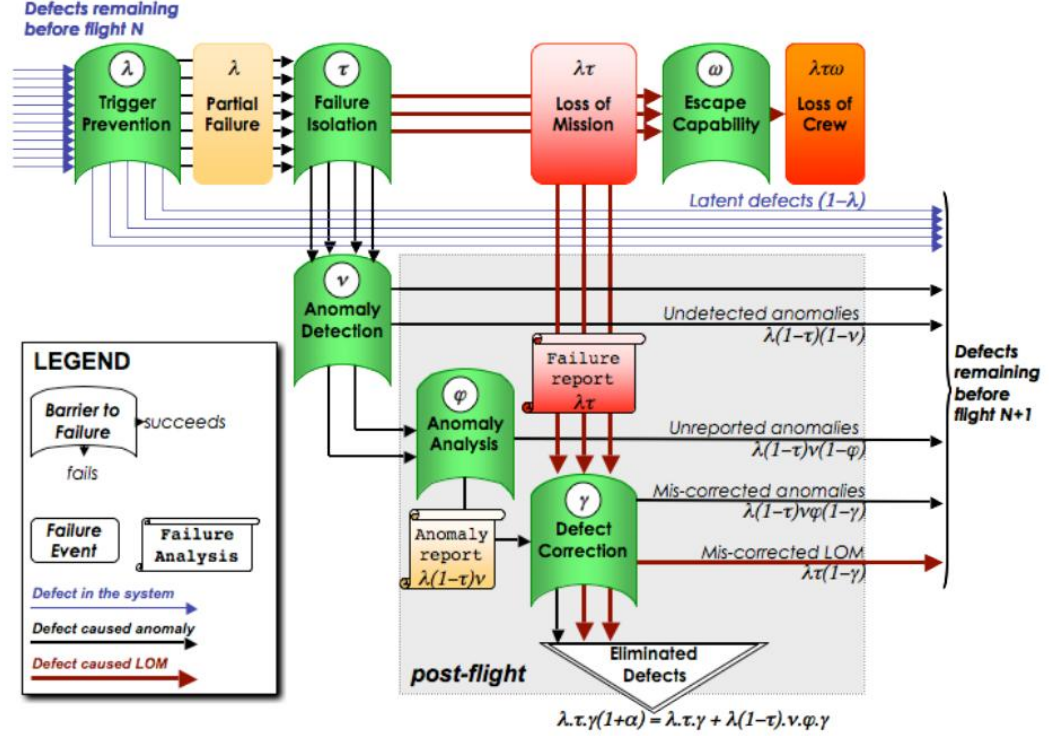 Defects remaining
before flight N
λ
Trigger
Prevention
λ
Partial
Failure
τ
Failure
Isolation
λτ
Loss of
Mission
ω
Escape
Capability
λτω
Loss of
Crew
Latent defects (1–λ)
ν
Anomaly
Detection
Undetected anomalies
λ(1–τ)(1–ν)
Failure
report
λτ
Defects
remaining
before
flight N+1
φ
Anomaly
Analysis
Unreported anomalies
λ(1–τ)ν(1–φ)
γ
Defect
Correction
Mis-corrected anomalies
λ(1–τ)νφ(1–γ)
Anomaly
report
λ(1–τ)ν
Mis-corrected LOM
λτ(1–γ)
post-flight
Eliminated
Defects
λ.τ.γ(1+α) = λ.τ.γ + λ(1–τ).ν.φ.γ
LEGEND
Barrier to
Failure
succeeds
fails
Failure
Event
Failure
Analysis
Defect in the system
Defect caused anomaly
Defect caused LOM